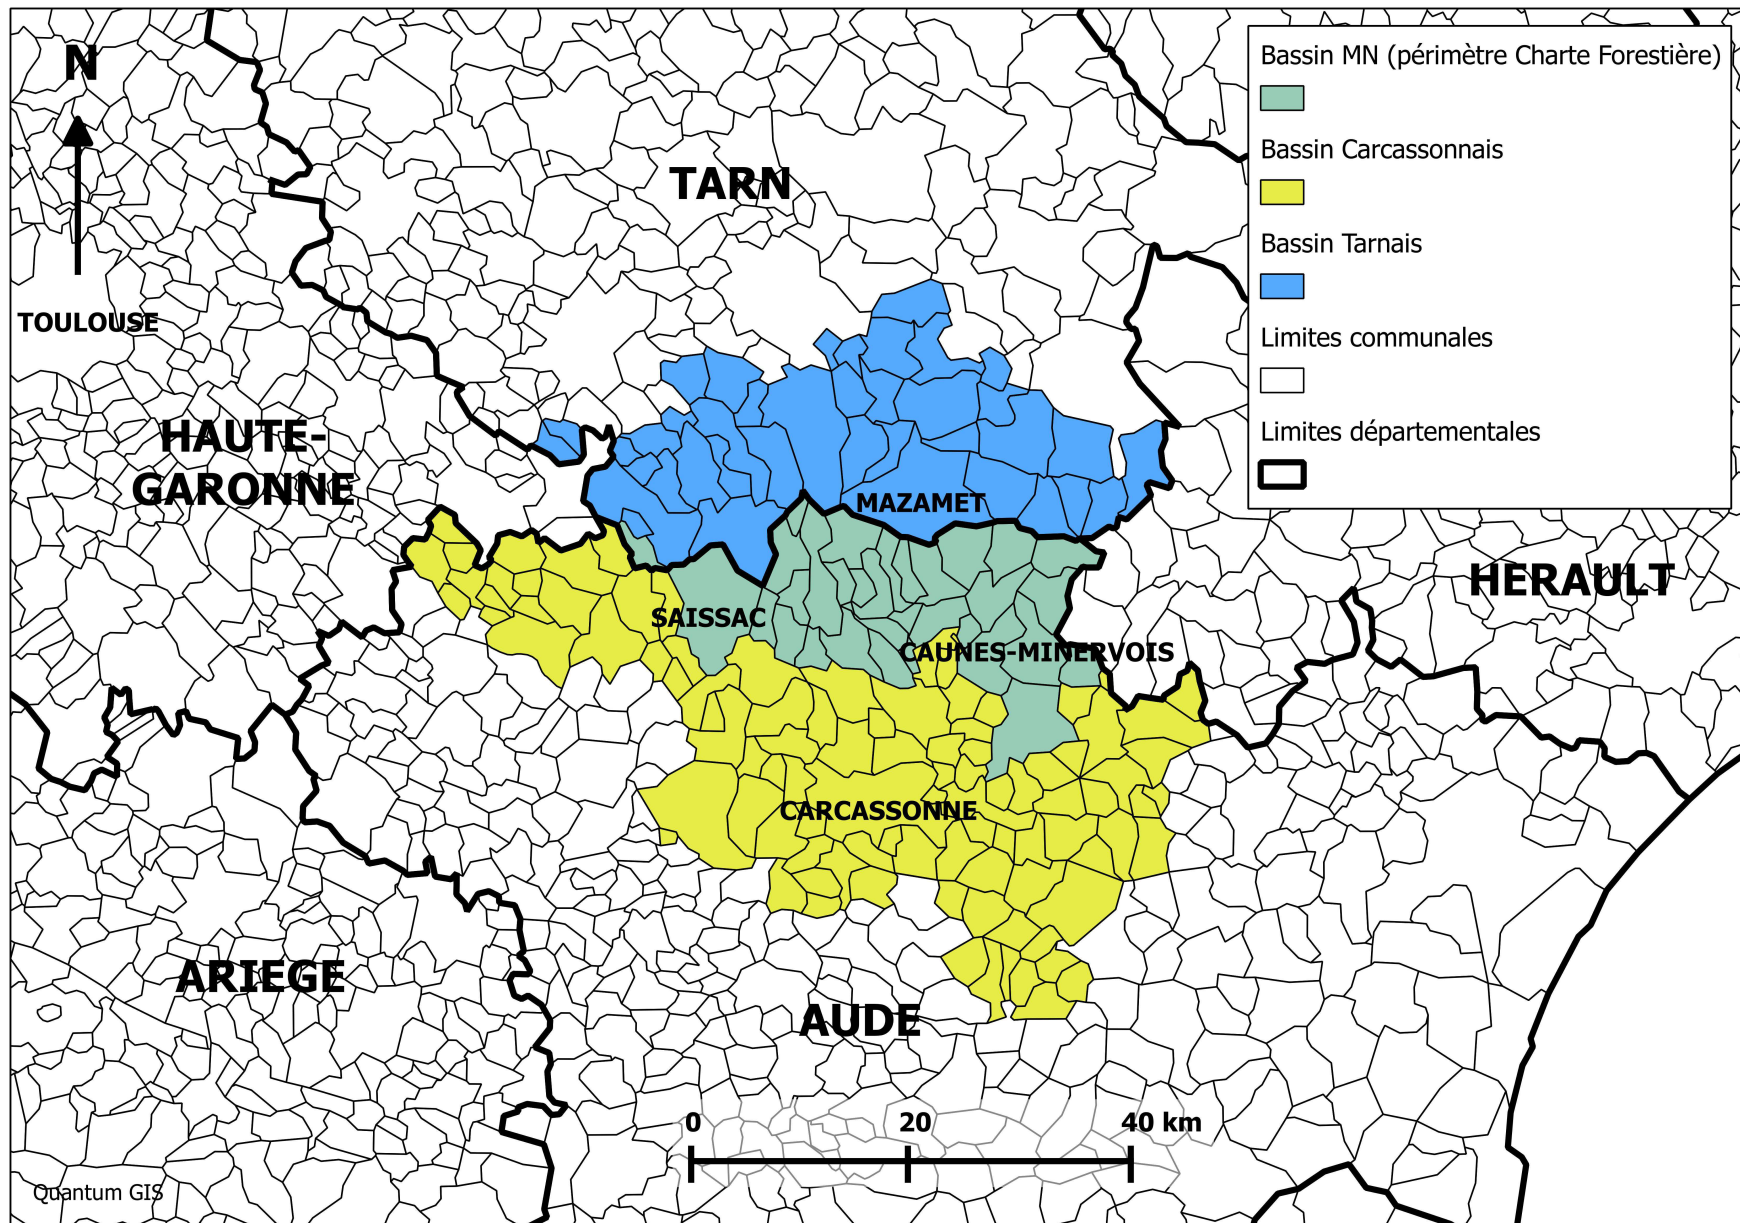 N
Bassin MN (périmètre Charte Forestière)
Bassin Carcassonnais
Bassin Tarnais
Limites communales
Limites départementales
TARN
TOULOUSE
HAUTE-
GARONNE
MAZAMET
HERAULT
SAISSAC
CAUNES-MINERVOIS
CARCASSONNE
ARIEGE
AUDE
0 20 40 km
Quantum GIS